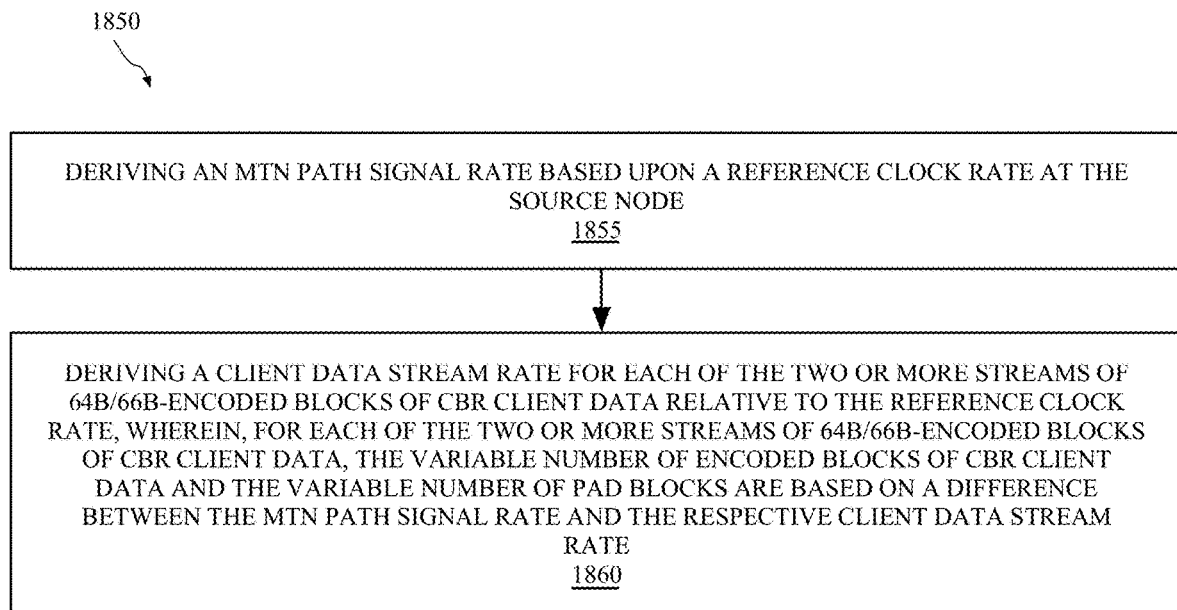 1850
DERIVING AN MTN PATH SIGNAL RATE BASED UPON A REFERENCE CLOCK RATE AT THE
SOURCE NODE
1855
DERIVING A CLIENT DATA STREAM RATE FOR EACH OF THE TWO OR MORE STREAMS OF
64B/66B-ENCODED BLOCKS OF CBR CLIENT DATA RELATIVE TO THE REFERENCE CLOCK
RATE, WHEREIN, FOR EACH OF THE TWO OR MORE STREAMS OF 64B/66B-ENCODED BLOCKS
OF CBR CLIENT DATA, THE VARIABLE NUMBER OF ENCODED BLOCKS OF CBR CLIENT
DATA AND THE VARIABLE NUMBER OF PAD BLOCKS ARE BASED ON A DIFFERENCE
BETWEEN THE MTN PATH SIGNAL RATE AND THE RESPECTIVE CLIENT DATA STREAM
RATE
1860